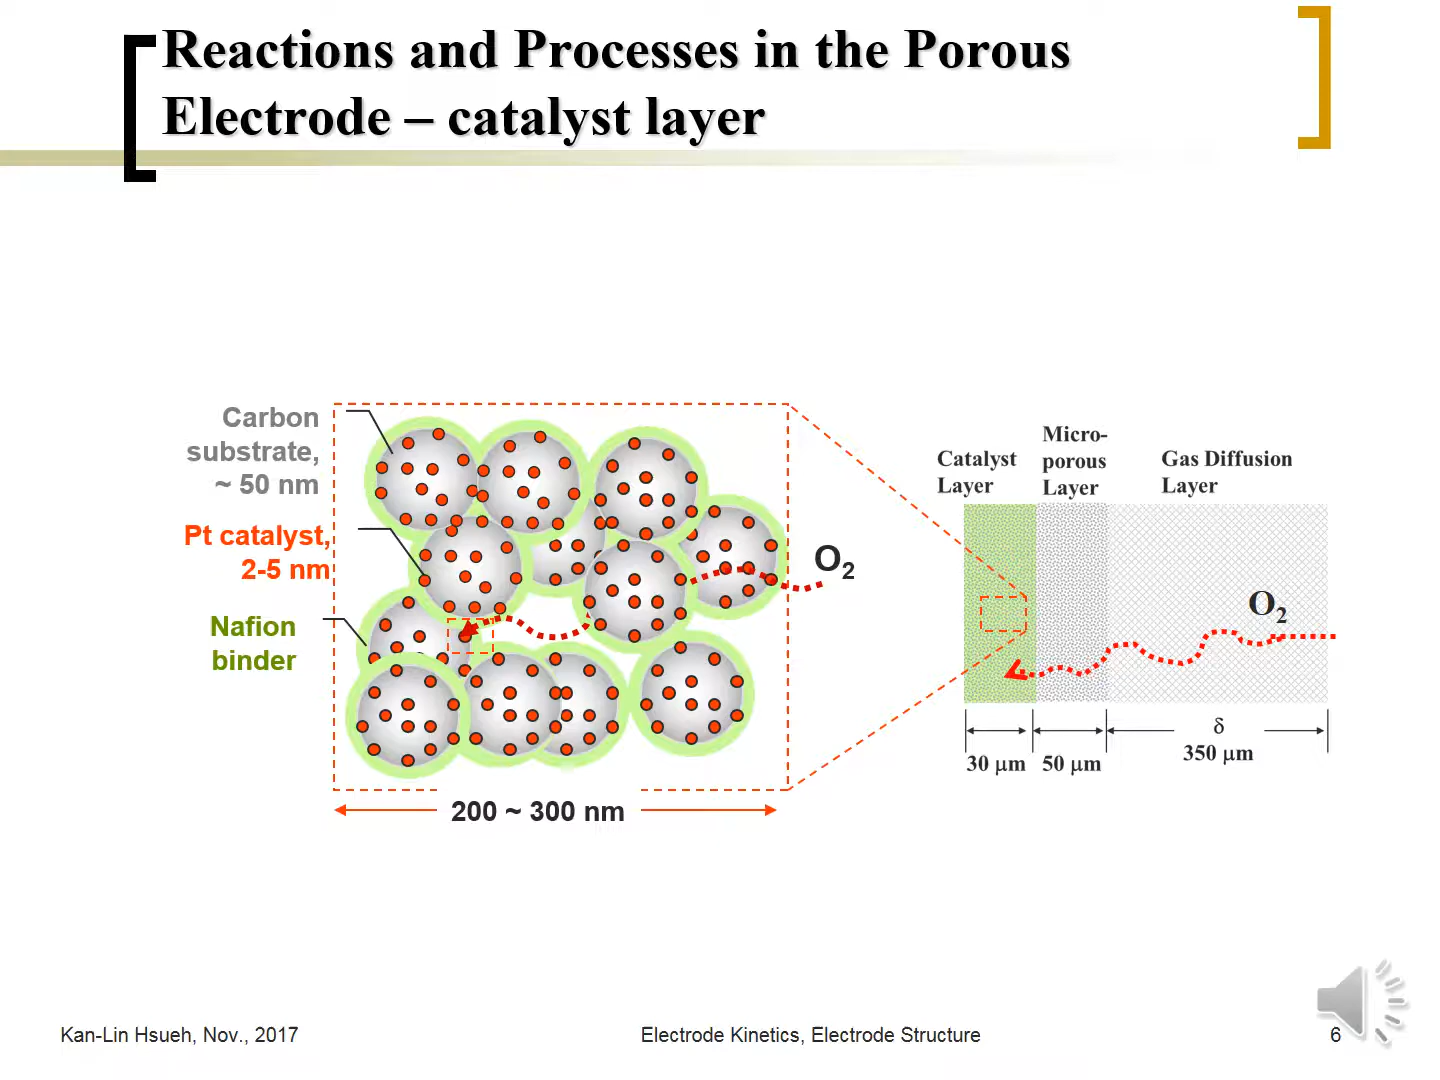 Reactions and Processes in the Porous
Electrode – catalyst layer
Carbon
substrate,
~ 50 nm
Pt catalyst,
2-5 nm
Nafion
binder
O2
200 ~ 300 nm
Catalyst
Layer
Micro-
porous
Layer
Gas Diffusion
Layer
O2
30 μm
50 μm
δ
350 μm
Kan-Lin Hsueh, Nov., 2017
Electrode Kinetics, Electrode Structure
6